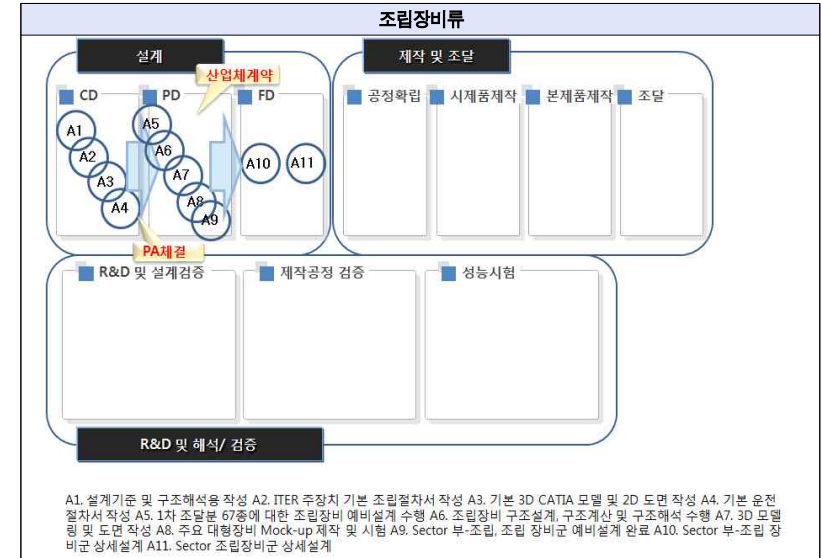 조립장비류
설계
제작 및 조달
산업체계약
CD
PD
FD
공정확립
시제품제작
본제품제작
조달
A1
A2
A3
A4
A5
A6
A7
A8
A9
A10
A11
PA체결
R&D 및 설계검증
제작공정 검증
성능시험
R&D 및 해석/ 검증
A1. 설계기준 및 구조해석용 작성 A2. ITER 주장치 기본 조립절차서 작성 A3. 기본 3D CATIA 모델 및 2D 도면 작성 A4. 기본 운전
절차서 작성 A5. 1차 조달분 67종에 대한 조립장비 예비설계 수행 A6. 조립장비 구조설계, 구조계산 및 구조해석 수행 A7. 3D 모델
링 및 도면 작성 A8. 주요 대형장비 Mock-up 제작 및 시험 A9. Sector 부-조립, 조립 장비군 예비설계 완료 A10. Sector 부-조립 장
비군 상세설계 A11. Sector 조립장비군 상세설계